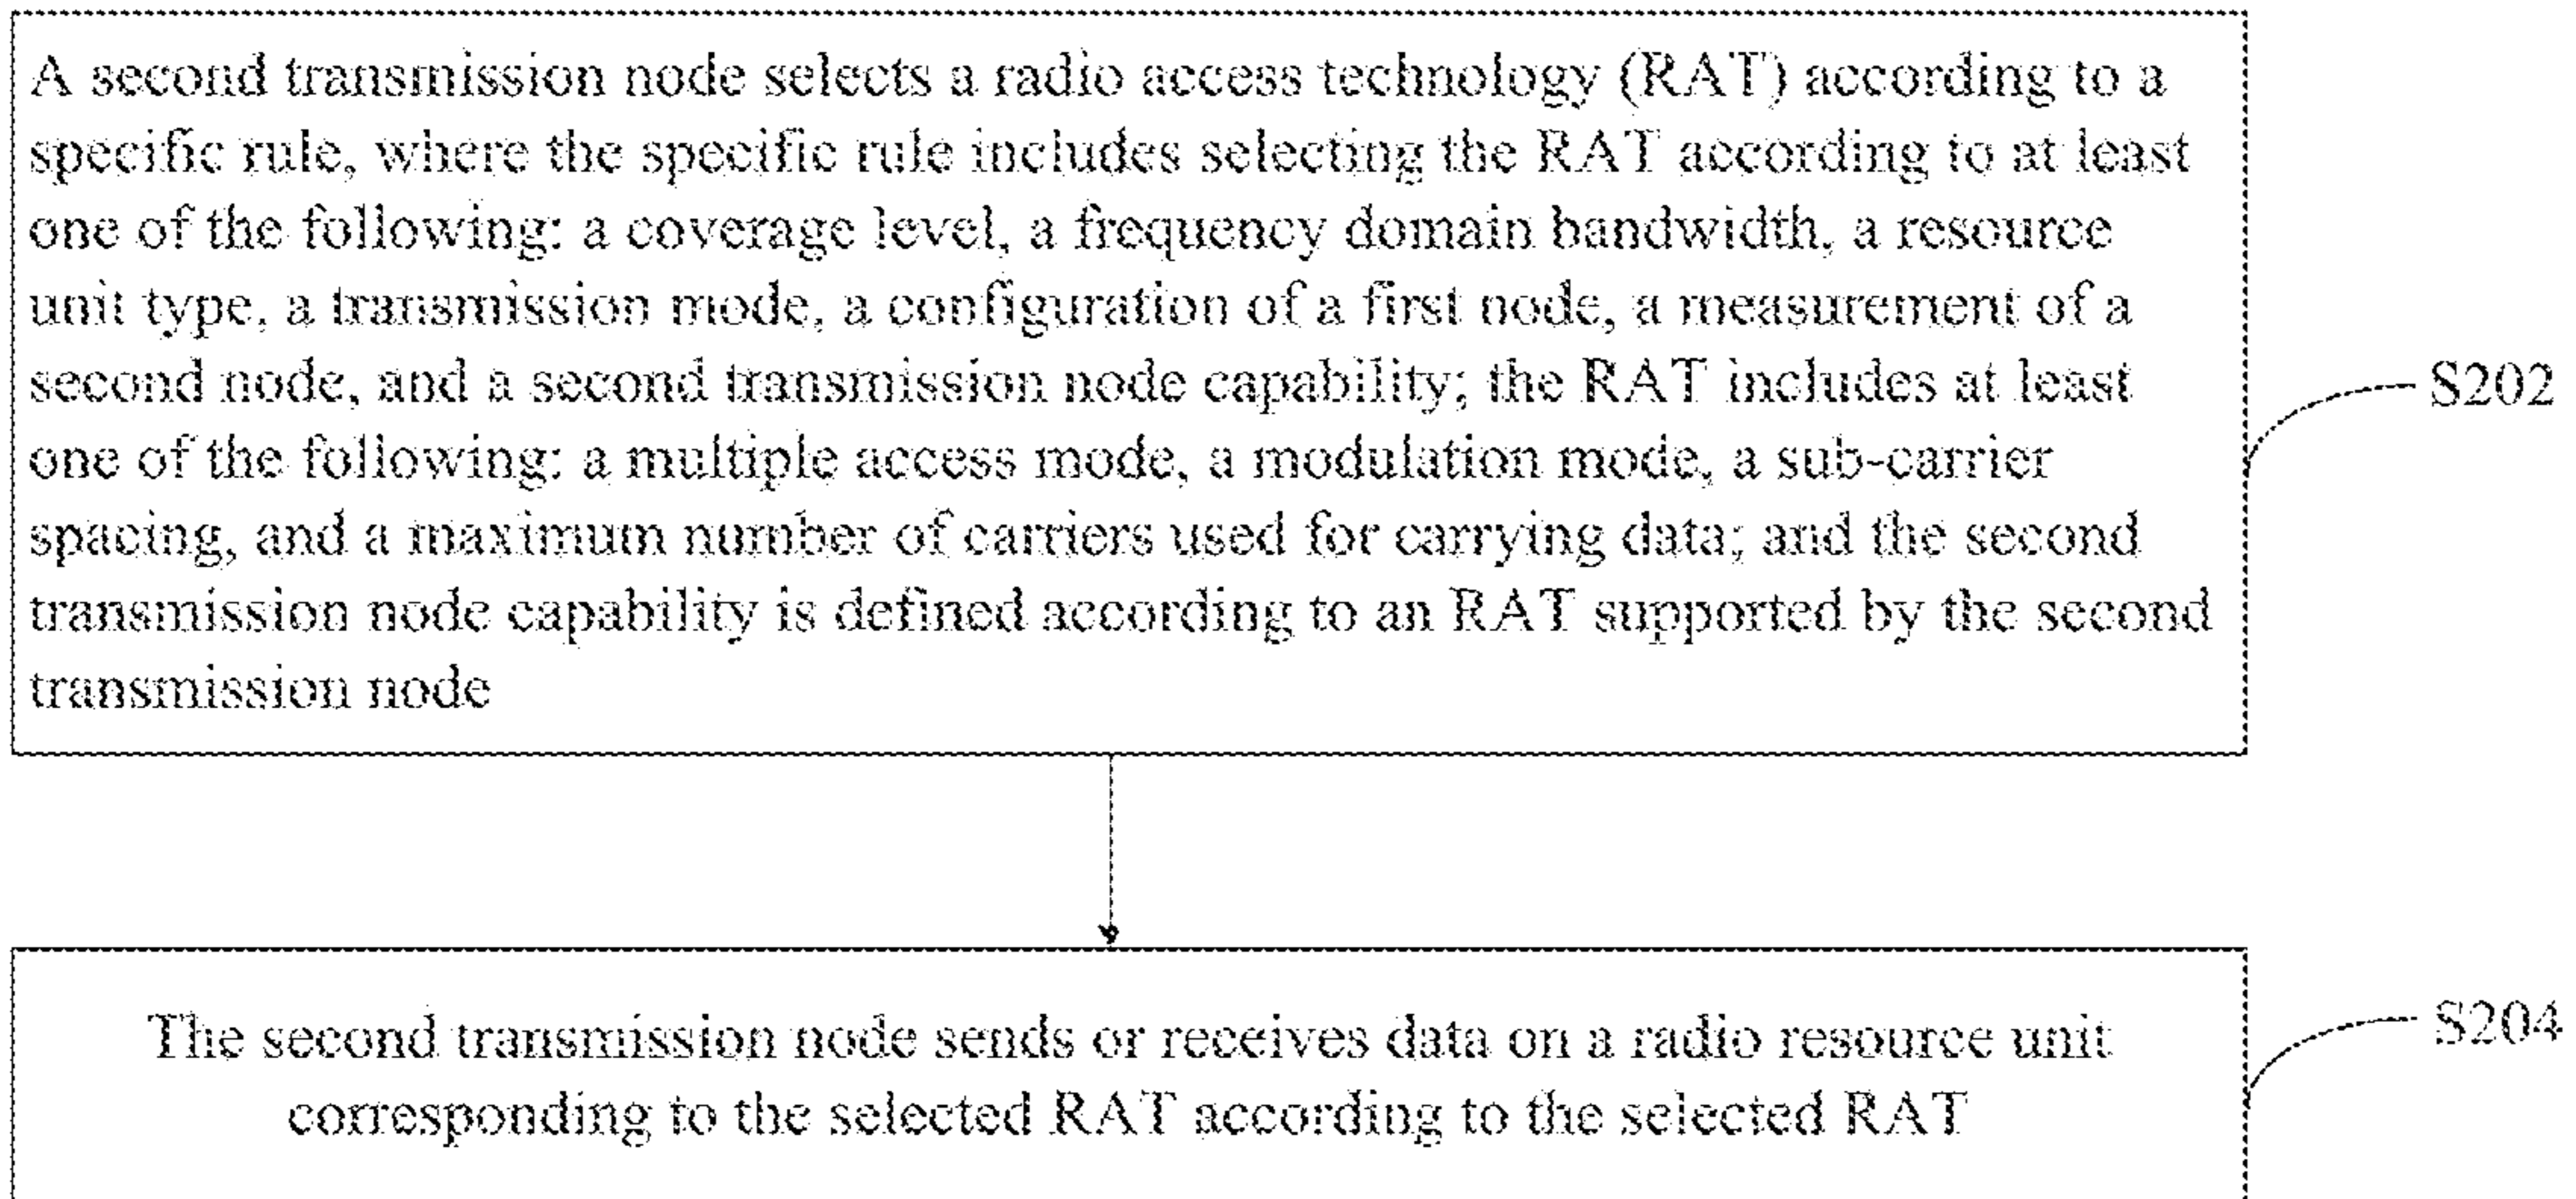 A second transmission node selects a radio access technology (RAT) according to a
specific rule, where the specific rule includes selecting the RAT according to at least
one of the following: a coverage level, a frequency domain bandwidth, a resource
unit type, a transmission mode, a configuration of a first node, a measurement of a
second node, and a second transmission node capability; the RAT includes at least
one of the following: a multiple access mode, a modulation mode, a sub-carrier
spacing, and a maximum number of carriers used for carrying data; and the second
transmission node capability is defined according to an RAT supported by the second
transmission node
S202
The second transmission node sends or receives data on a radio resource unit
corresponding to the selected RAT according to the selected RAT
S204